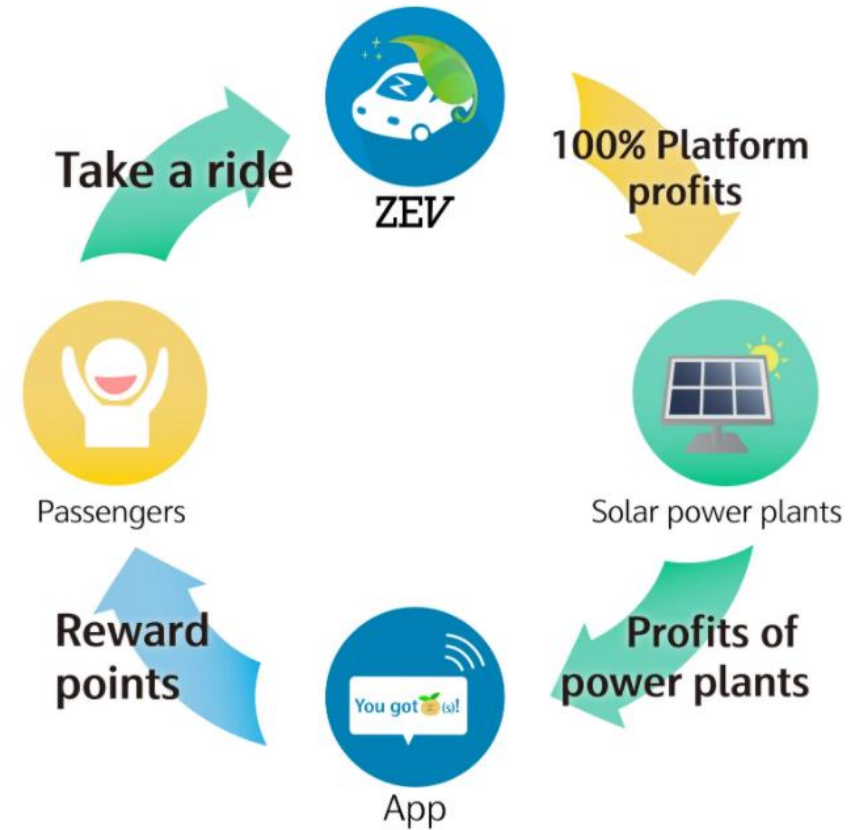 Z
ZEV
Take a ride
100% Platform
profits
Passengers
Solar power plants
Reward
points
You got (s)!
Profits of
power plants
App